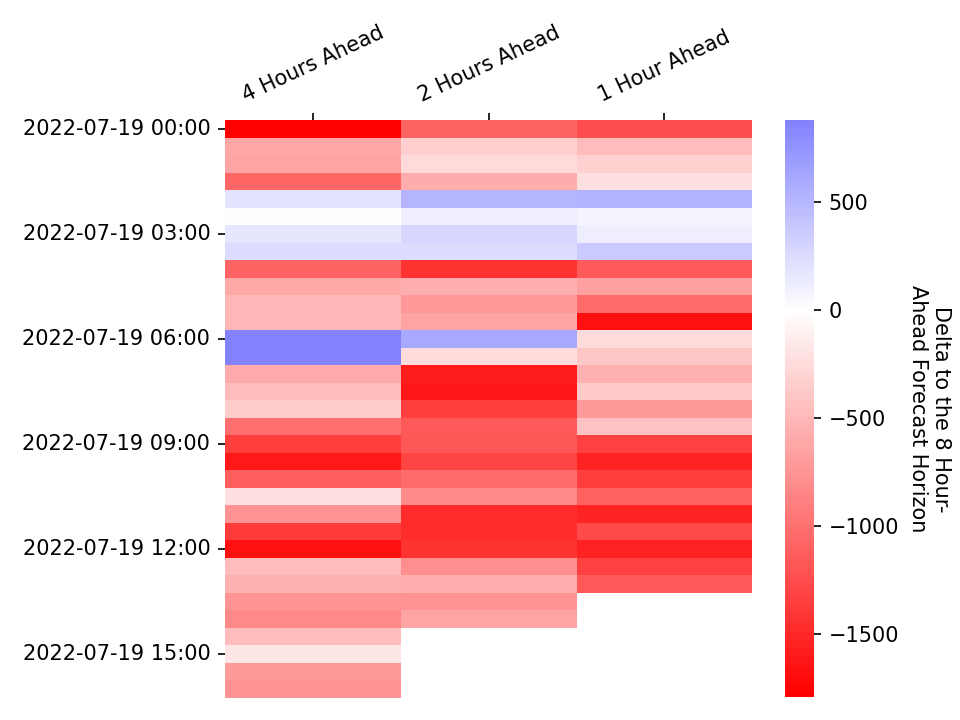 4 Hours Ahead
2 Hours Ahead
1 Hour Ahead
2022-07-19 00:00
2022-07-19 03:00
2022-07-19 06:00
2022-07-19 09:00
2022-07-19 12:00
2022-07-19 15:00
500
0
−500
−1000
−1500
Delta to the 8 Hour-
Ahead Forecast Horizon